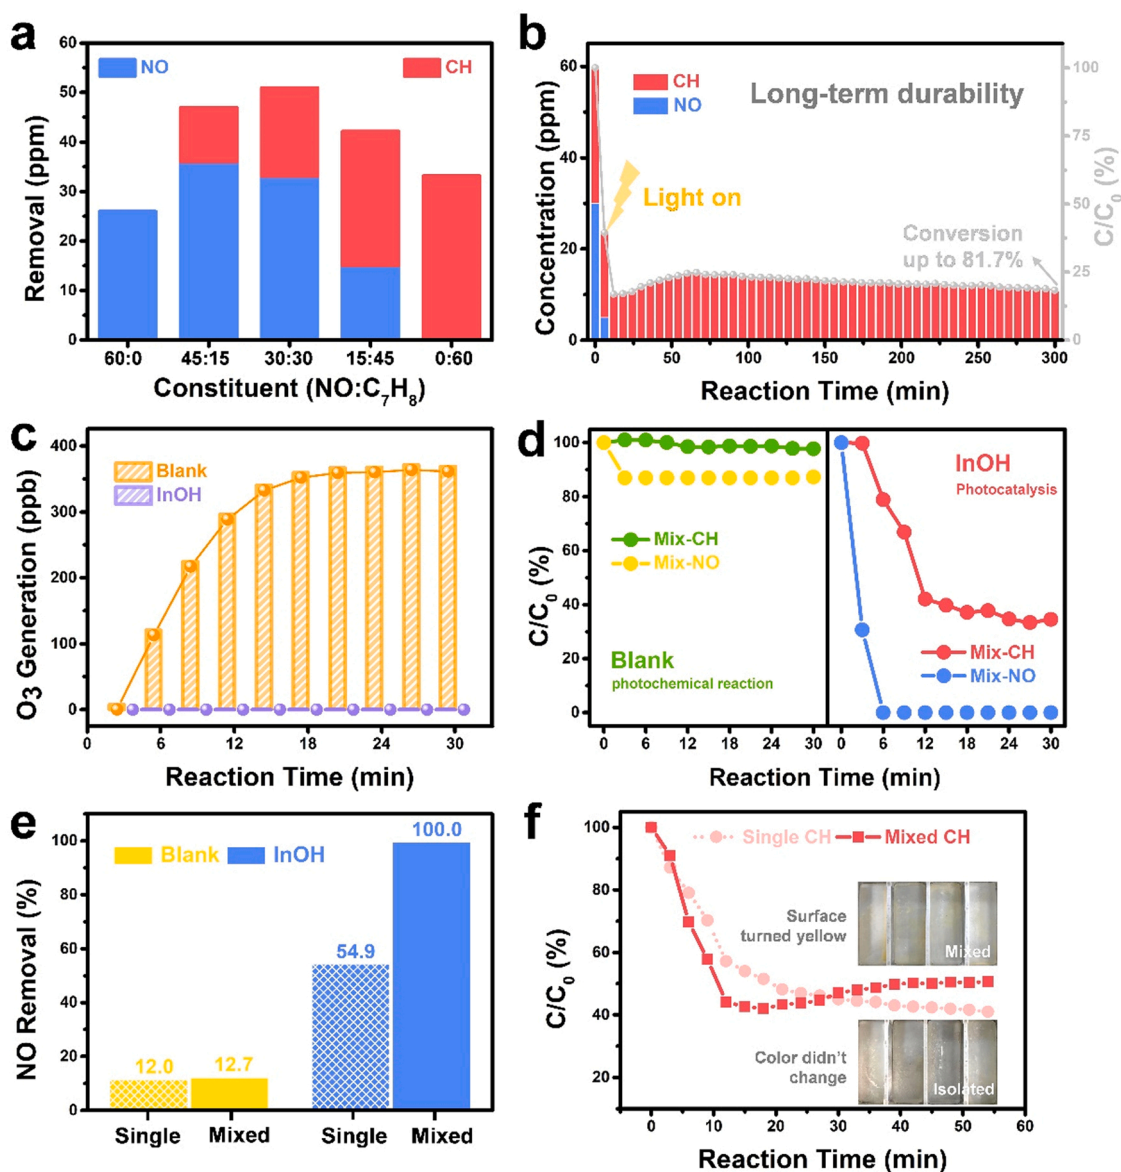 a
NO
CH
Removal (ppm)
60
50
40
30
20
10
0
60:0 45:15 30:30 15:45 0:60
Constituent (NO:C₇H₈)
b
CH
NO
Long-term durability
Light on
Conversion
up to 81.7%
Concentration (ppm)
60
40
20
0
C/C₀ (%)
100
75
50
25
0
0 50 100 150 200 250 300
Reaction Time (min)
c
Blank
InOH
O₃ Generation (ppb)
400
300
200
100
0
0 6 12 18 24 30
Reaction Time (min)
d
Mix-CH
Mix-NO
Blank
photochemical reaction
InOH
Photocatalysis
Mix-CH
Mix-NO
C/C₀ (%)
100
80
60
40
20
0
0 6 12 18 24 30 0 6 12 18 24 30
Reaction Time (min)
e
Blank InOH
NO Removal (%)
100
80
60
40
20
0
12.0
12.7
54.9
100.0
Single Mixed Single Mixed
f
Single CH Mixed CH
Surface
turned yellow
Mixed
Color didn't
change
Isolated
C/C₀ (%)
100
80
60
40
20
0 10 20 30 40 50 60
Reaction Time (min)